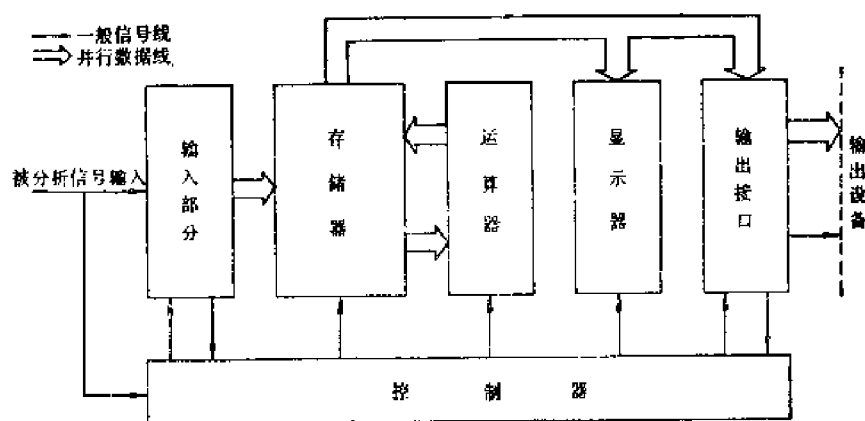 一般信号线
并行数据线
被分析信号输入
输入部分
存储器
运算器
显示器
输出接口
输出设备
控制器